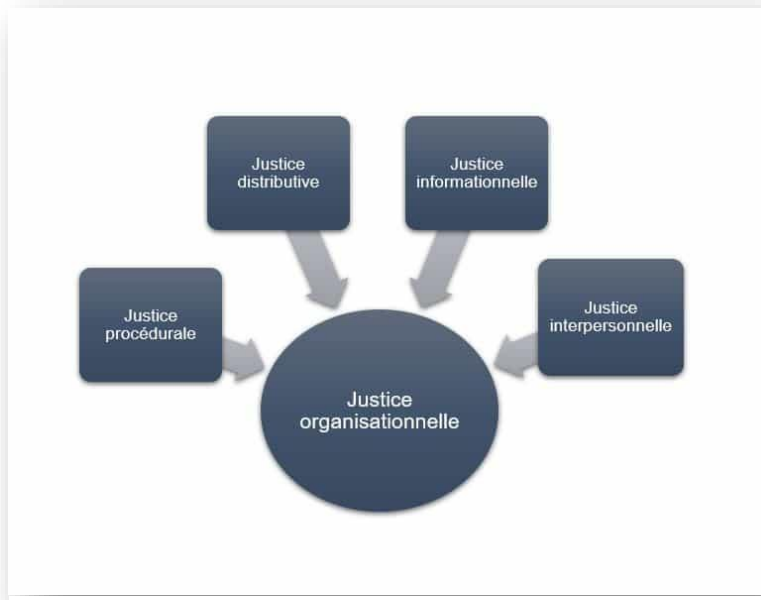 Justice
distributive
Justice
informationnelle
Justice
procédurale
Justice
interpersonnelle
Justice
organisationnelle